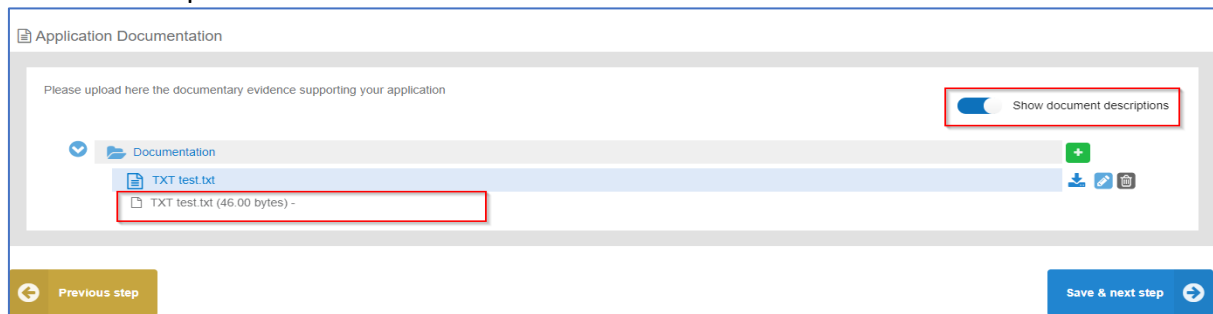 Application Documentation
Please upload here the documentary evidence supporting your application
Show document descriptions
Documentation
TXT test.txt
TXT test.txt (46.00 bytes) -
Previous step
Save & next step